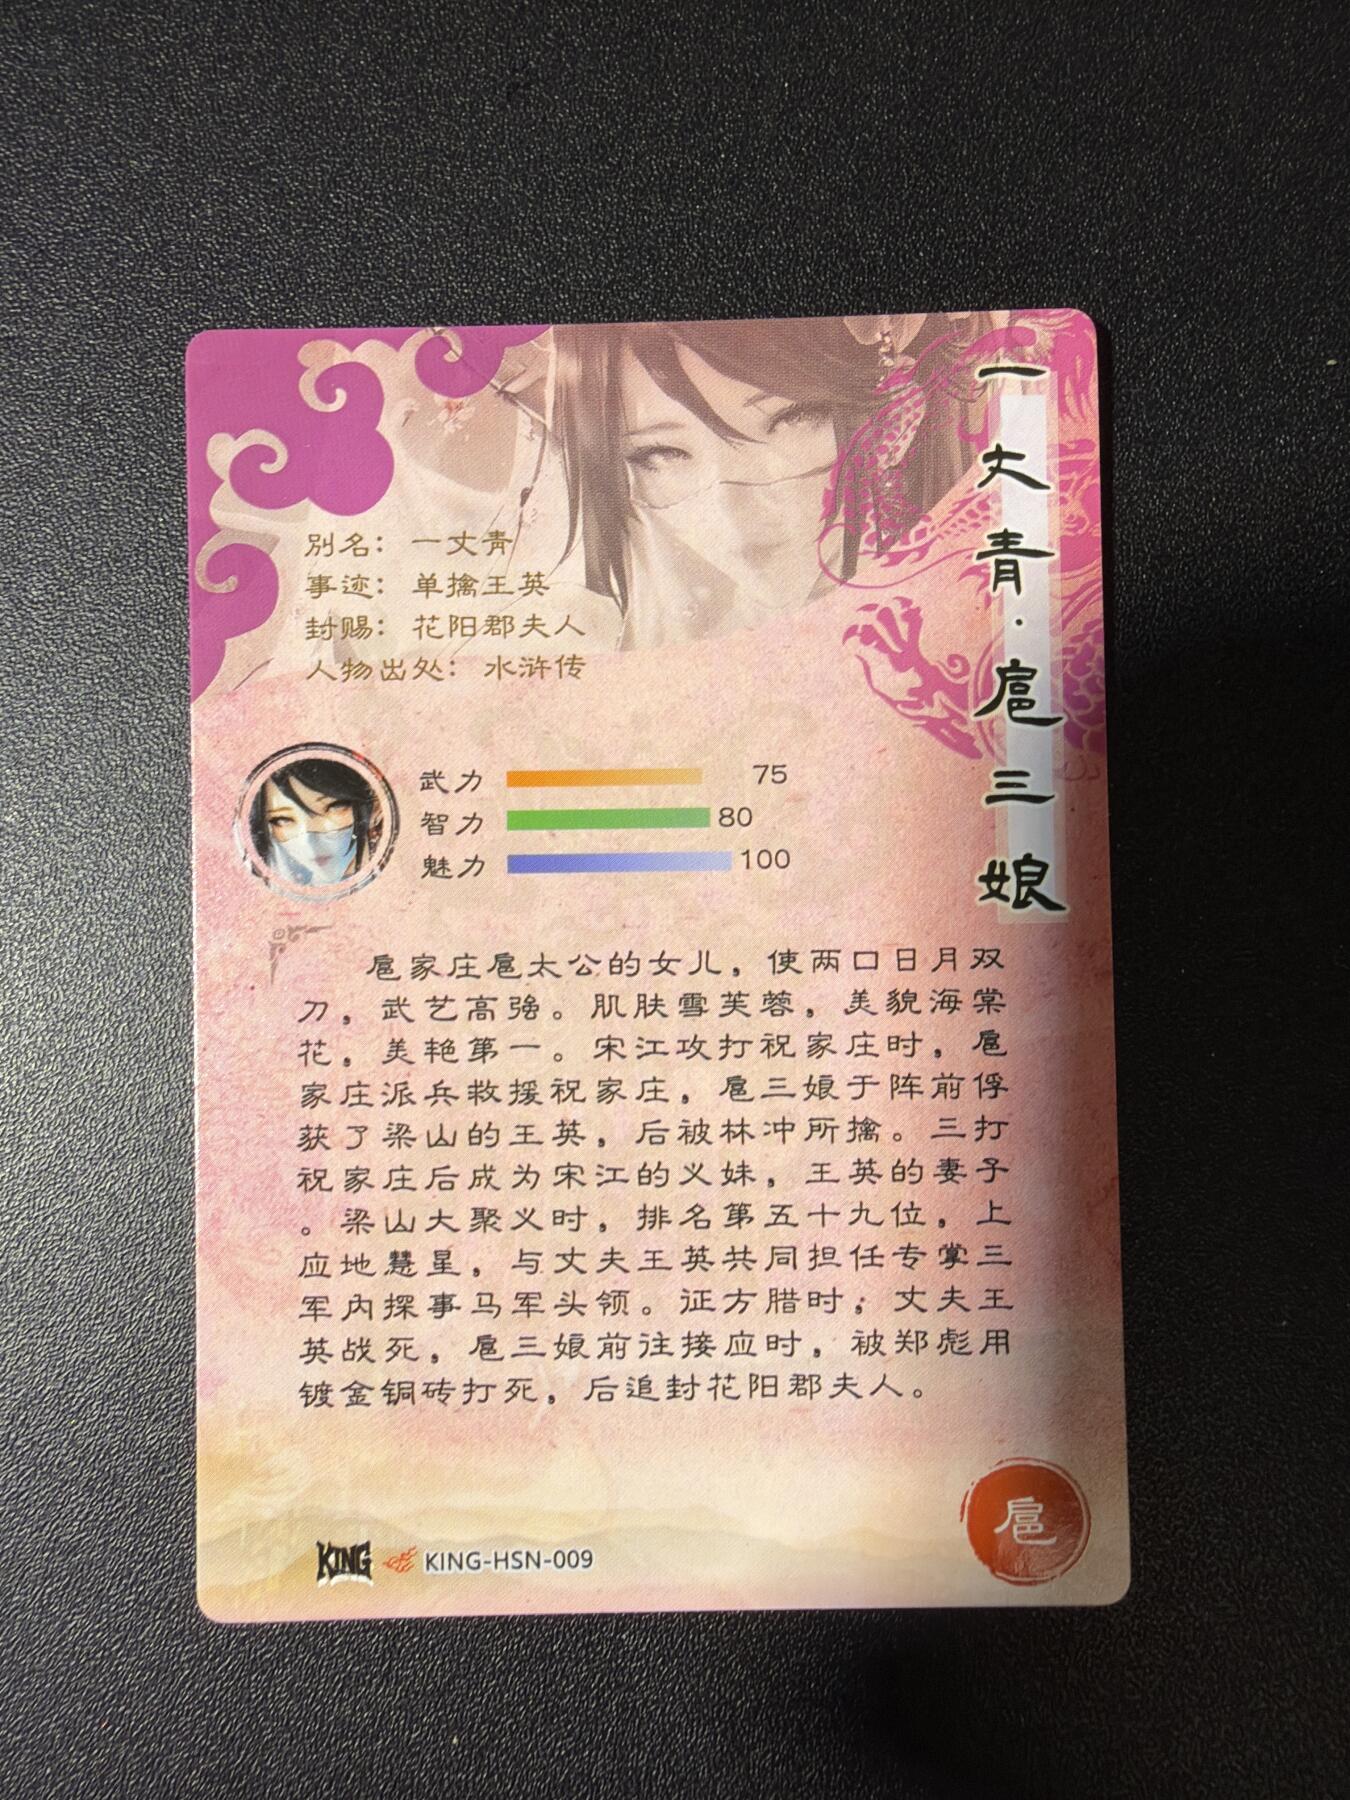 一丈青·扈三娘
别名：一丈青
事迹：单擒王英
封赐：花阳郡夫人
人物出处：水浒传
武力 75
智力 80
魅力 100
扈家庄扈太公的女儿，使两口日月双
刀，武艺高强。肌肤雪芙蓉，美貌海棠
花，美艳第一。宋江攻打祝家庄时，扈
家庄派兵救援祝家庄，扈三娘于阵前俘
获了梁山的王英，后被林冲所擒。三打
祝家庄后成为宋江的义妹，王英的妻子
。梁山大聚义时，排名第五十九位，上
应地慧星，与丈夫王英共同担任专掌三
军内探事马军头领。征方腊时，丈夫王
英战死，扈三娘前往接应时，被郑彪用
镀金铜砖打死，后追封花阳郡夫人。
扈
KING KING-HSN-009